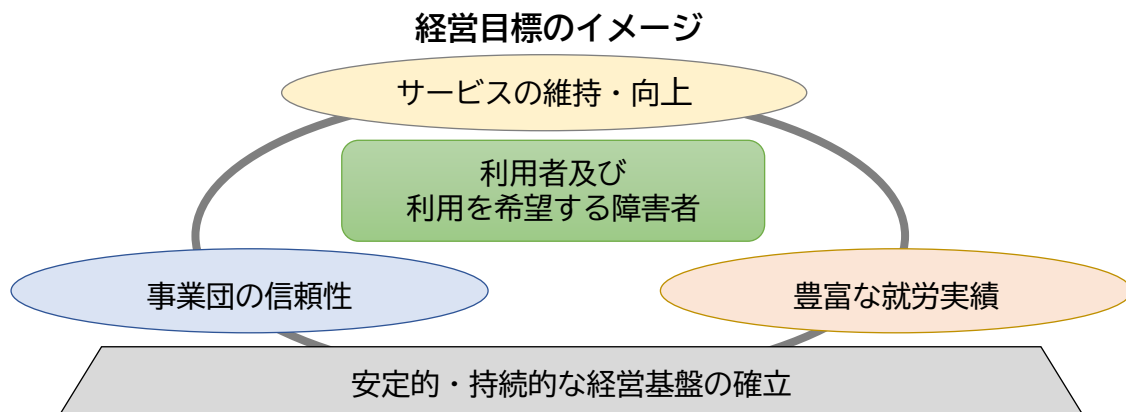 経営目標のイメージ
サービスの維持・向上
利用者及び
利用を希望する障害者
事業団の信頼性
豊富な就労実績
安定的・持続的な経営基盤の確立